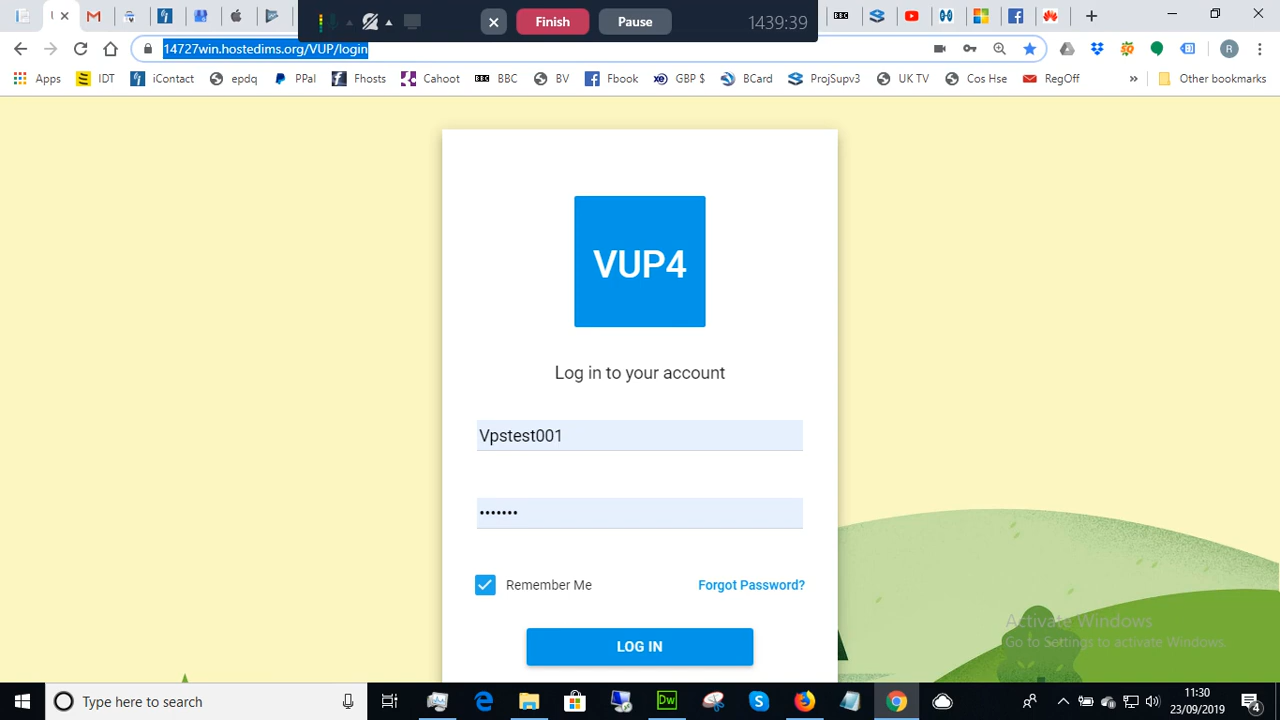 Finish
Pause
1439:39
14727win.hostedims.org/VUP/login
R
Apps
IDT
iContact
epdq
PPal
Fhosts
Cahoot
BBC
BBC
BV
Fbook
GBP $
BCard
ProjSupv3
UK TV
Cos Hse
RegOff
»
Other bookmarks
VUP4
Log in to your account
Vpstest001
•••••••
Remember Me
Forgot Password?
LOG IN
Activate Windows
Go to Settings to activate Windows.
Type here to search
Dw
11:30
23/09/2019
4